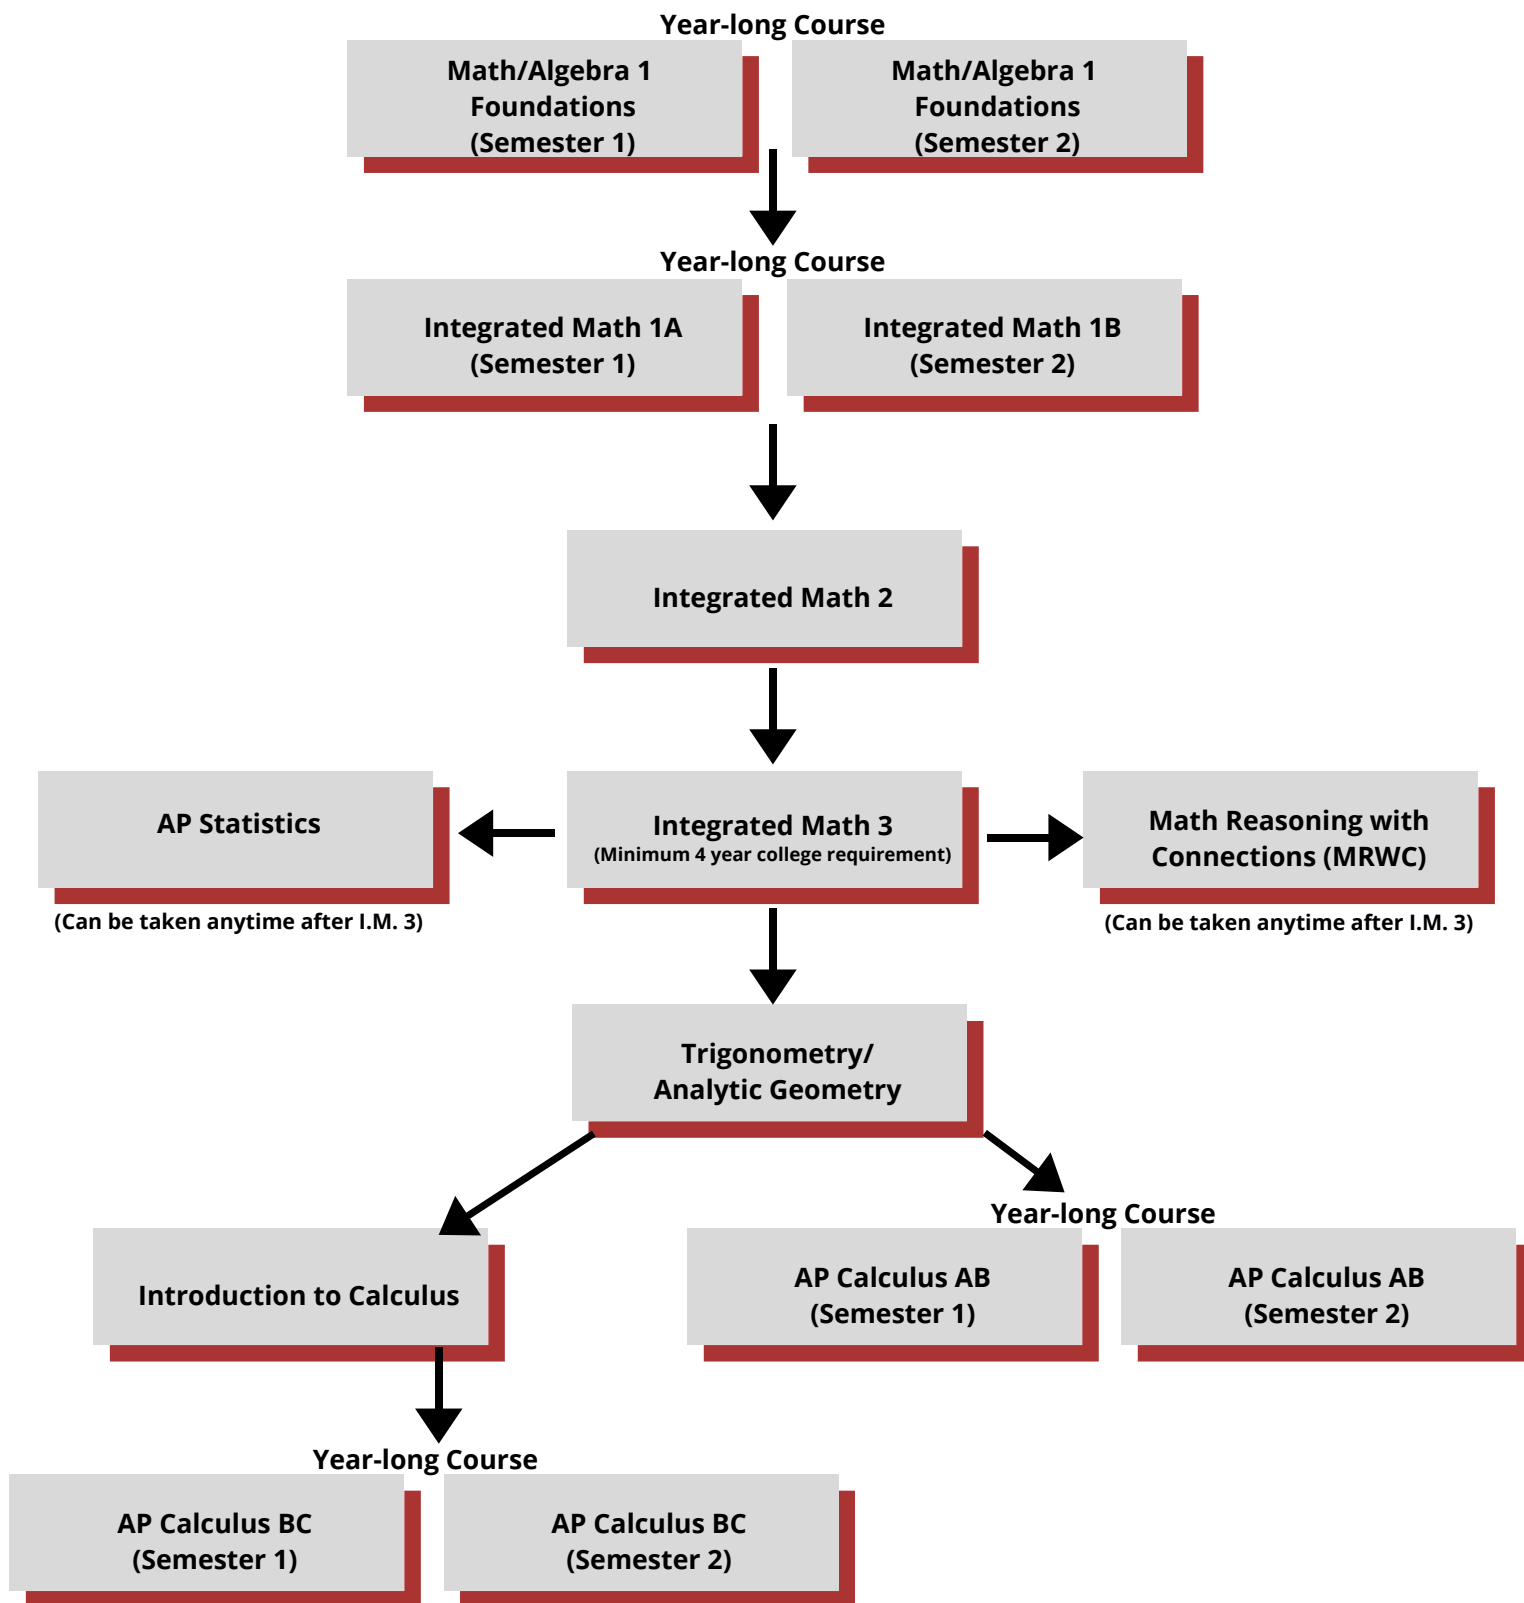 Year-long Course
Math/Algebra 1
Foundations
(Semester 1)
Math/Algebra 1
Foundations
(Semester 2)
Year-long Course
Integrated Math 1A
(Semester 1)
Integrated Math 1B
(Semester 2)
Integrated Math 2
AP Statistics
(Can be taken anytime after I.M. 3)
Integrated Math 3
(Minimum 4 year college requirement)
Math Reasoning with
Connections (MRWC)
(Can be taken anytime after I.M. 3)
Trigonometry/
Analytic Geometry
Introduction to Calculus
Year-long Course
AP Calculus AB
(Semester 1)
AP Calculus AB
(Semester 2)
Year-long Course
AP Calculus BC
(Semester 1)
AP Calculus BC
(Semester 2)